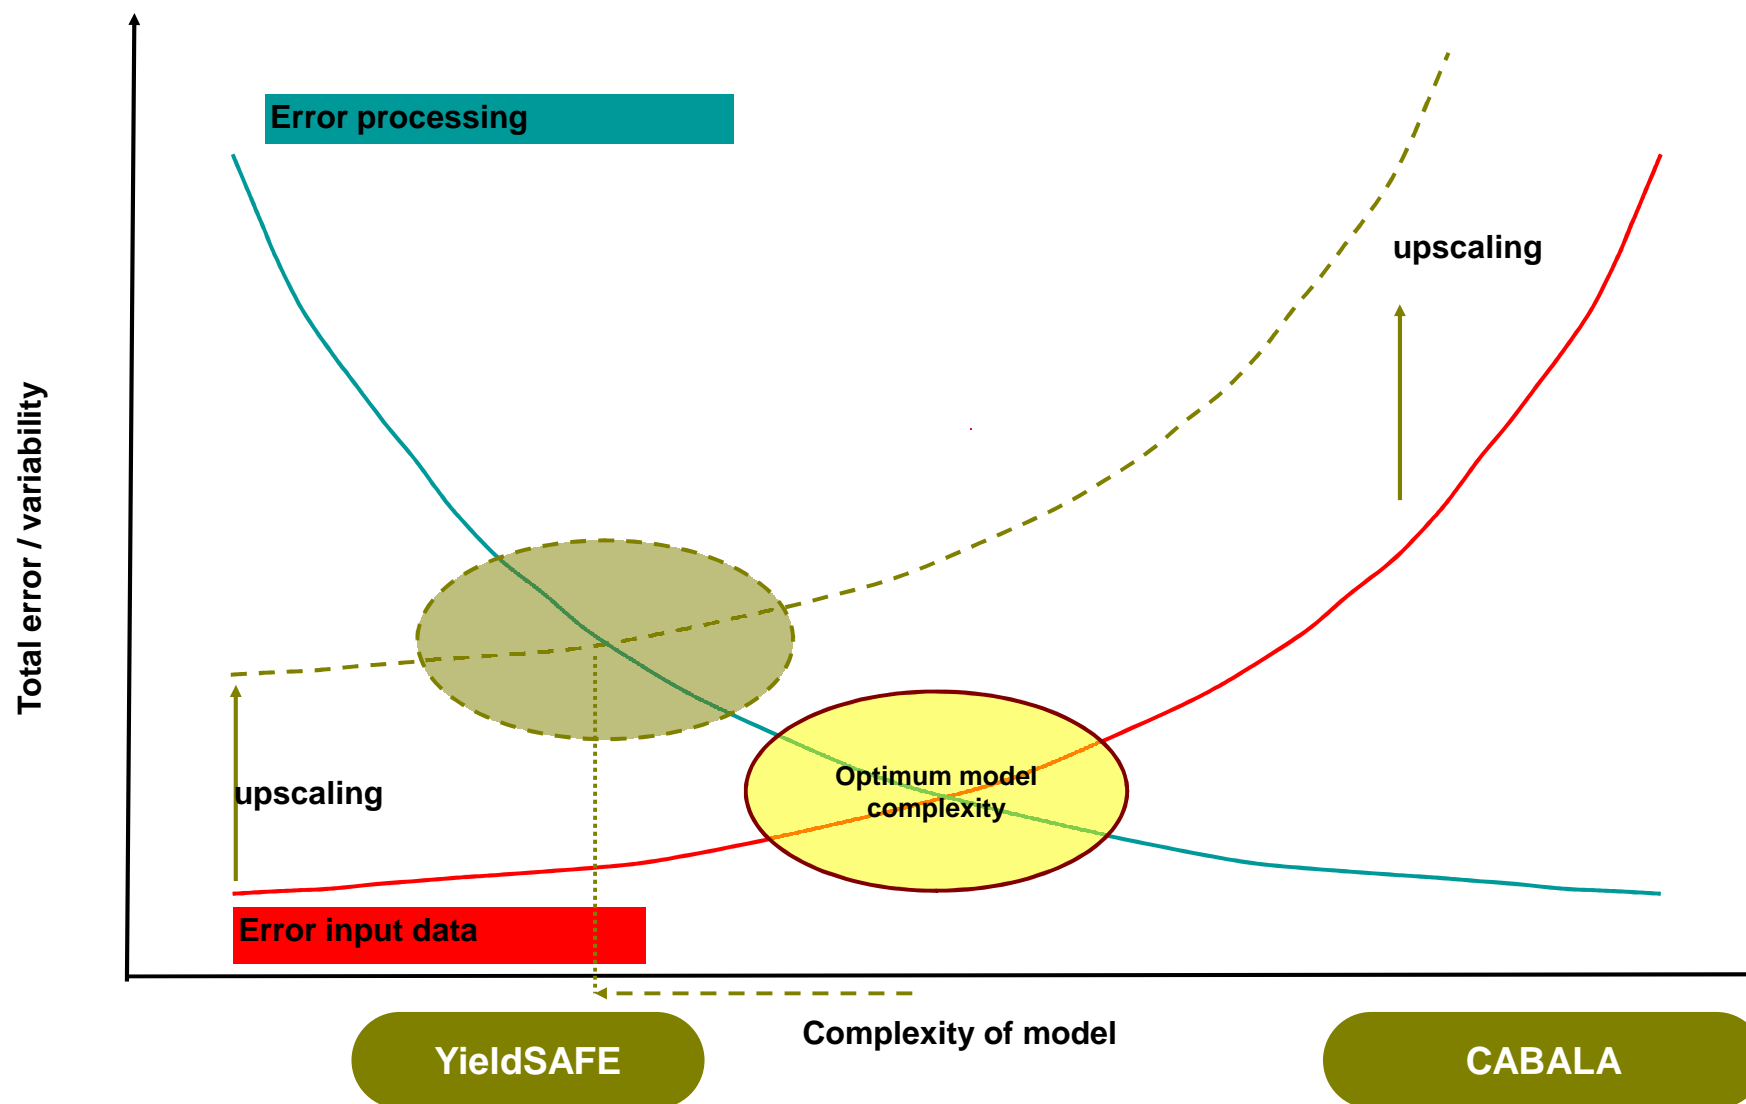 Error processing
upscaling
Total error / variability
Optimum model
complexity
upscaling
Error input data
Complexity of model
YieldSAFE
CABALA